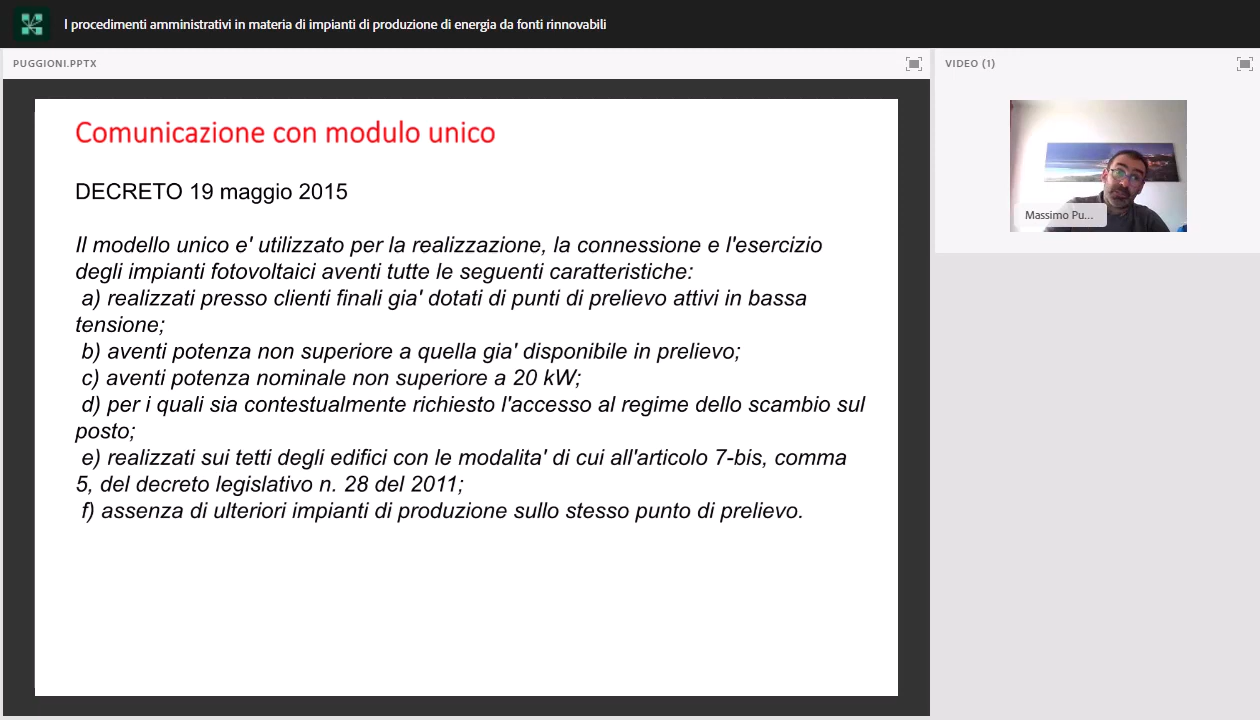 I procedimenti amministrativi in materia di impianti di produzione di energia da fonti rinnovabili
PUGGIONI.PPTX
VIDEO (1)
Comunicazione con modulo unico
DECRETO 19 maggio 2015
Il modello unico e' utilizzato per la realizzazione, la connessione e l'esercizio
degli impianti fotovoltaici aventi tutte le seguenti caratteristiche:
a) realizzati presso clienti finali gia' dotati di punti di prelievo attivi in bassa
tensione;
b) aventi potenza non superiore a quella gia' disponibile in prelievo;
c) aventi potenza nominale non superiore a 20 kW;
d) per i quali sia contestualmente richiesto l'accesso al regime dello scambio sul
posto;
e) realizzati sui tetti degli edifici con le modalita' di cui all'articolo 7-bis, comma
5, del decreto legislativo n. 28 del 2011;
f) assenza di ulteriori impianti di produzione sullo stesso punto di prelievo.
Massimo Pu...